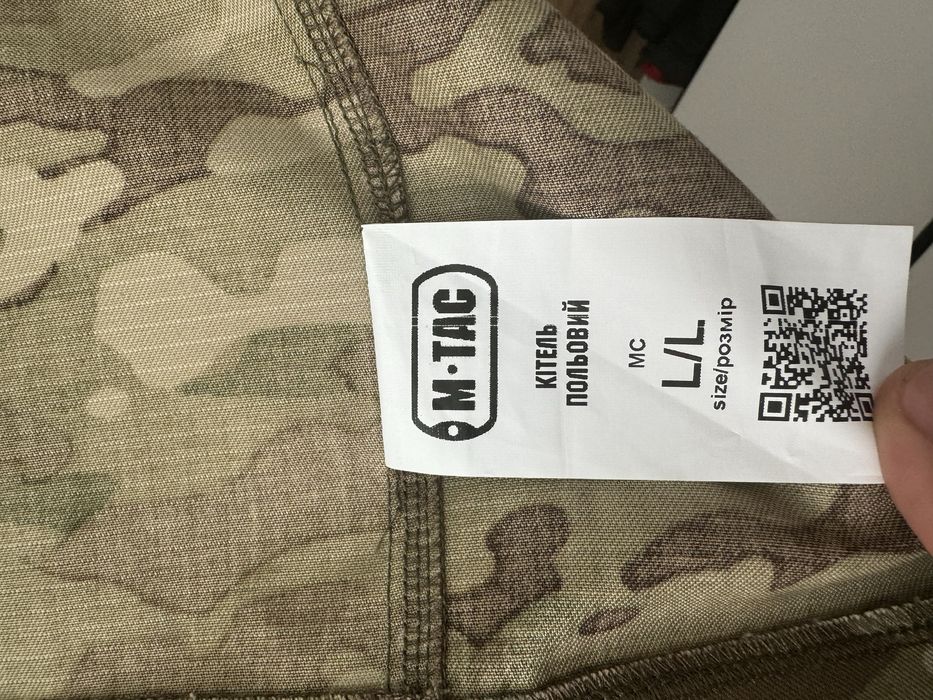 M·TAC
КІТЕЛЬ
ПОЛЬОВИЙ
MC
L/L
size/розмір